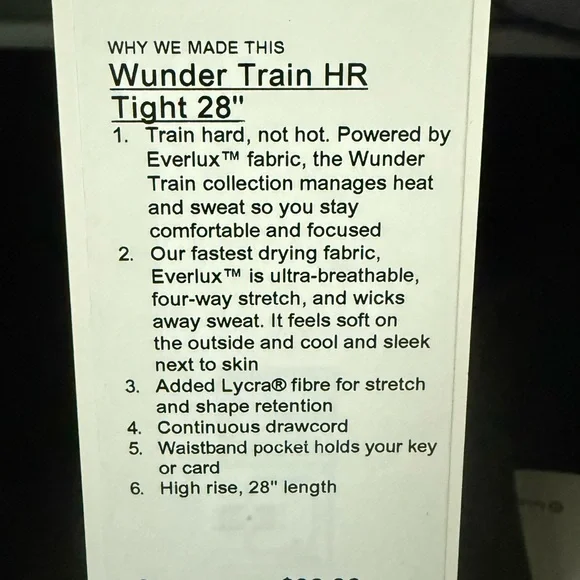 WHY WE MADE THIS
Wunder Train HR
Tight 28"
1. Train hard, not hot. Powered by
Everlux™ fabric, the Wunder
Train collection manages heat
and sweat so you stay
comfortable and focused
2. Our fastest drying fabric,
Everlux™ is ultra-breathable,
four-way stretch, and wicks
away sweat. It feels soft on
the outside and cool and sleek
next to skin
3. Added Lycra® fibre for stretch
and shape retention
4. Continuous drawcord
5. Waistband pocket holds your key
or card
6. High rise, 28" length